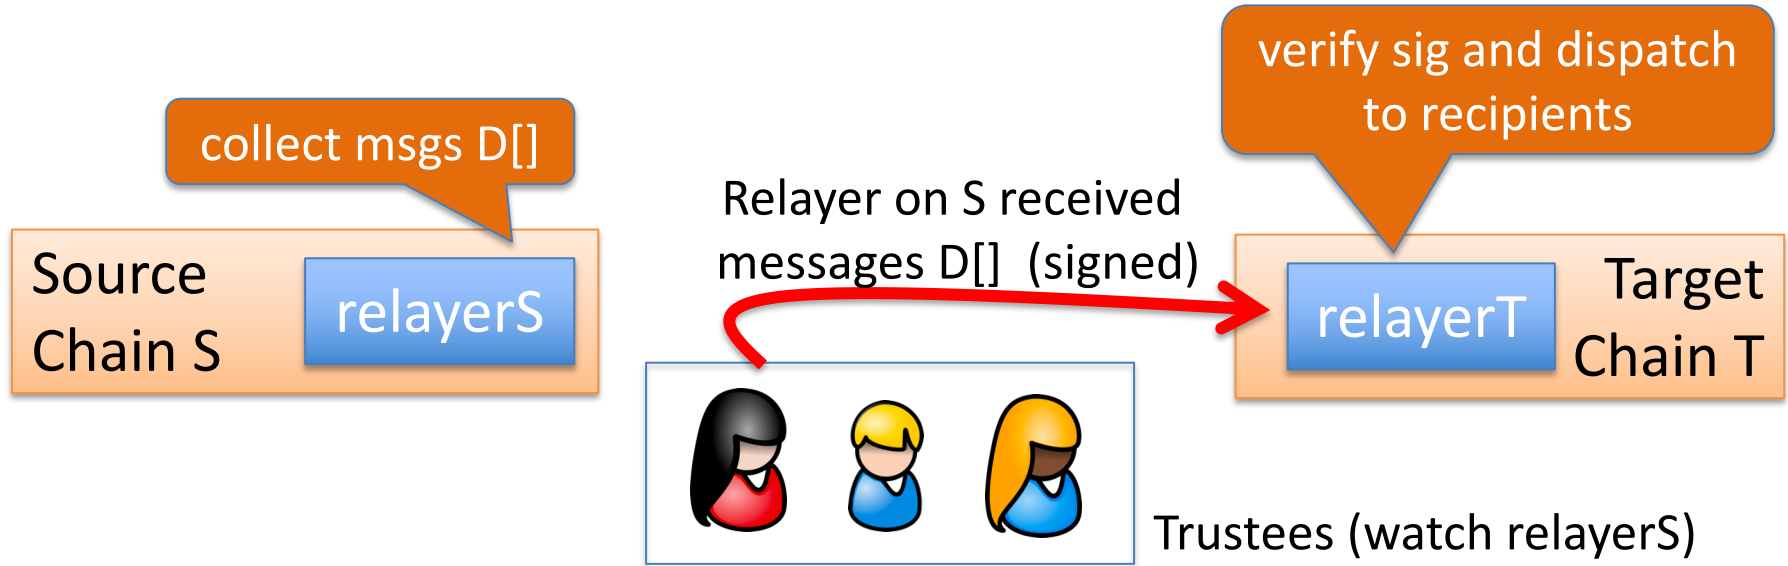 collect msgs D[]
verify sig and dispatch
to recipients
Relayer on S received
messages D[]  (signed)
Source
Chain S
relayerS
relayerT
Target
Chain T
Trustees (watch relayerS)